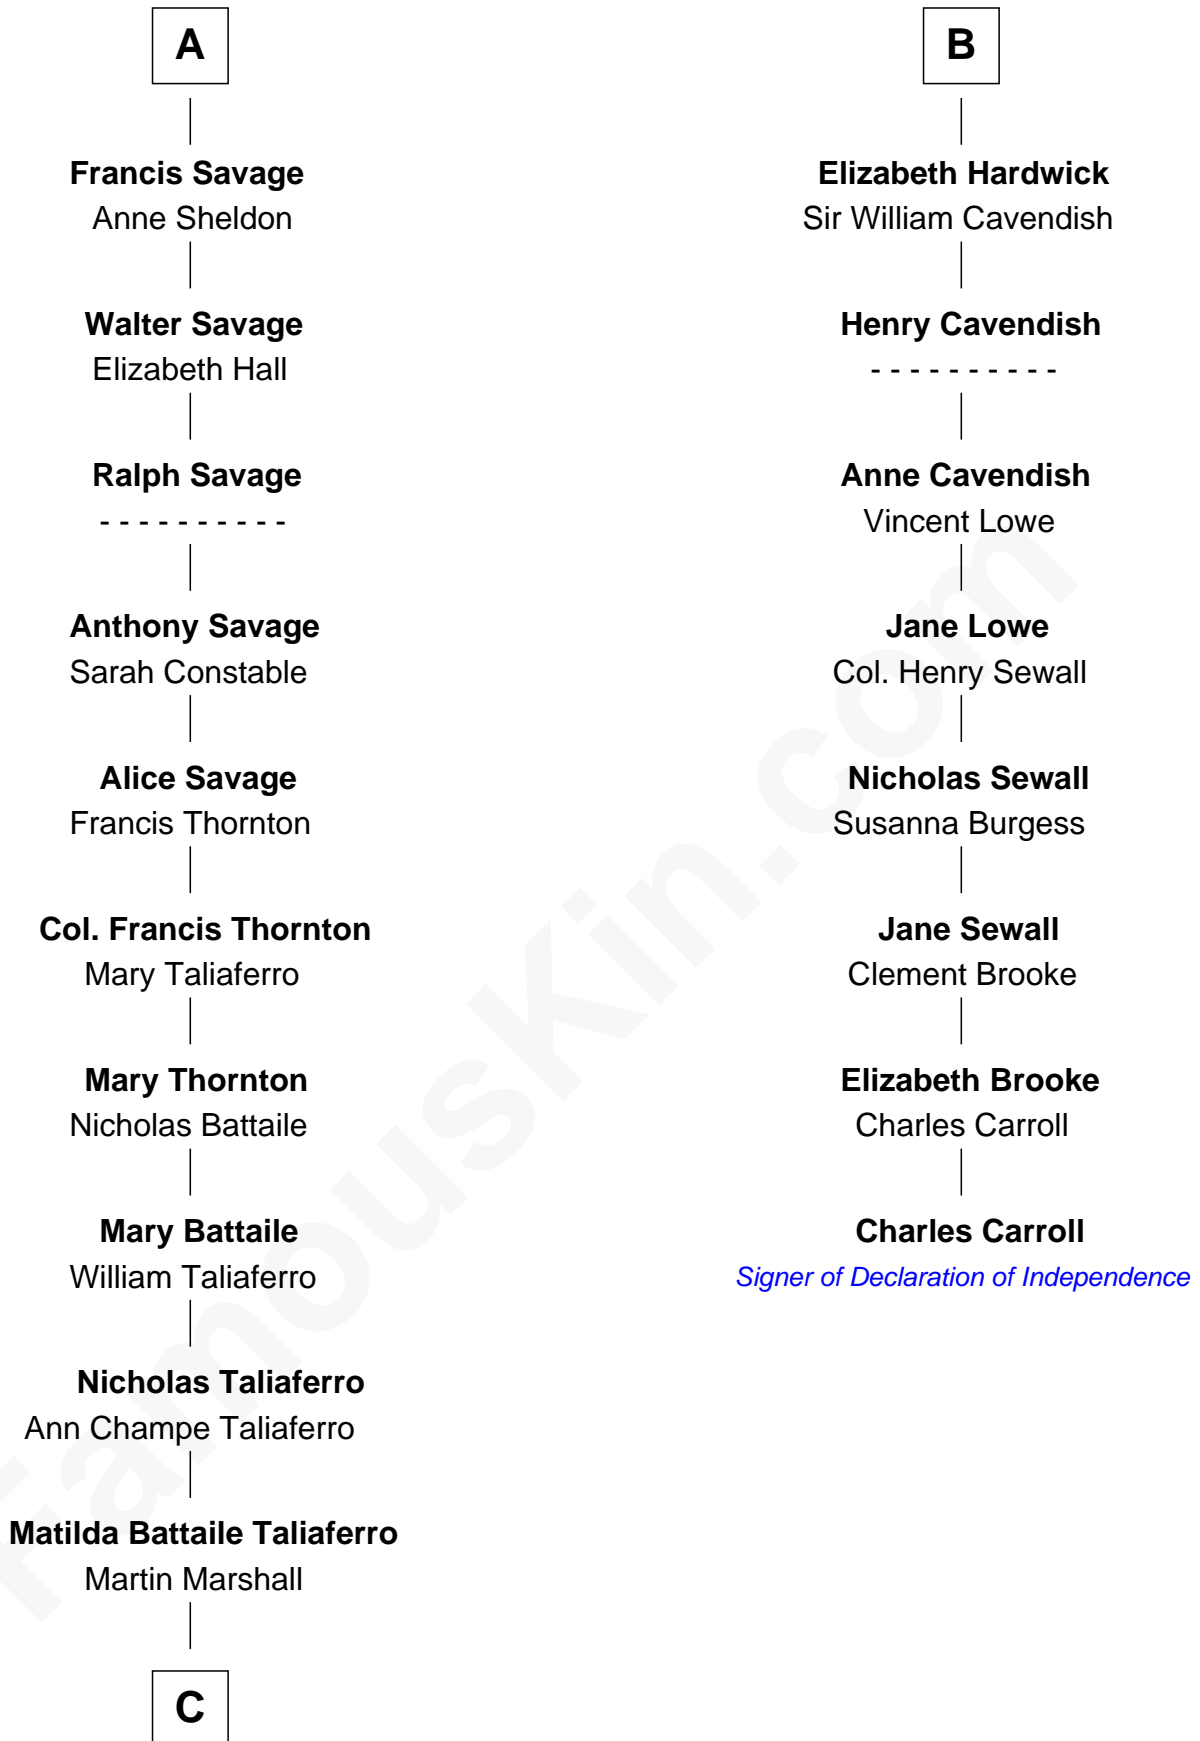 A
Francis Savage
Anne Sheldon
Walter Savage
Elizabeth Hall
Ralph Savage
- - - - - - - - - -
Anthony Savage
Sarah Constable
Alice Savage
Francis Thornton
Col. Francis Thornton
Mary Taliaferro
Mary Thornton
Nicholas Battaile
Mary Battaile
William Taliaferro
Nicholas Taliaferro
Ann Champe Taliaferro
Matilda Battaile Taliaferro
Martin Marshall
C
B
Elizabeth Hardwick
Sir William Cavendish
Henry Cavendish
- - - - - - - - - -
Anne Cavendish
Vincent Lowe
Jane Lowe
Col. Henry Sewall
Nicholas Sewall
Susanna Burgess
Jane Sewall
Clement Brooke
Elizabeth Brooke
Charles Carroll
Charles Carroll
Signer of Declaration of Independence
FamousKin.com